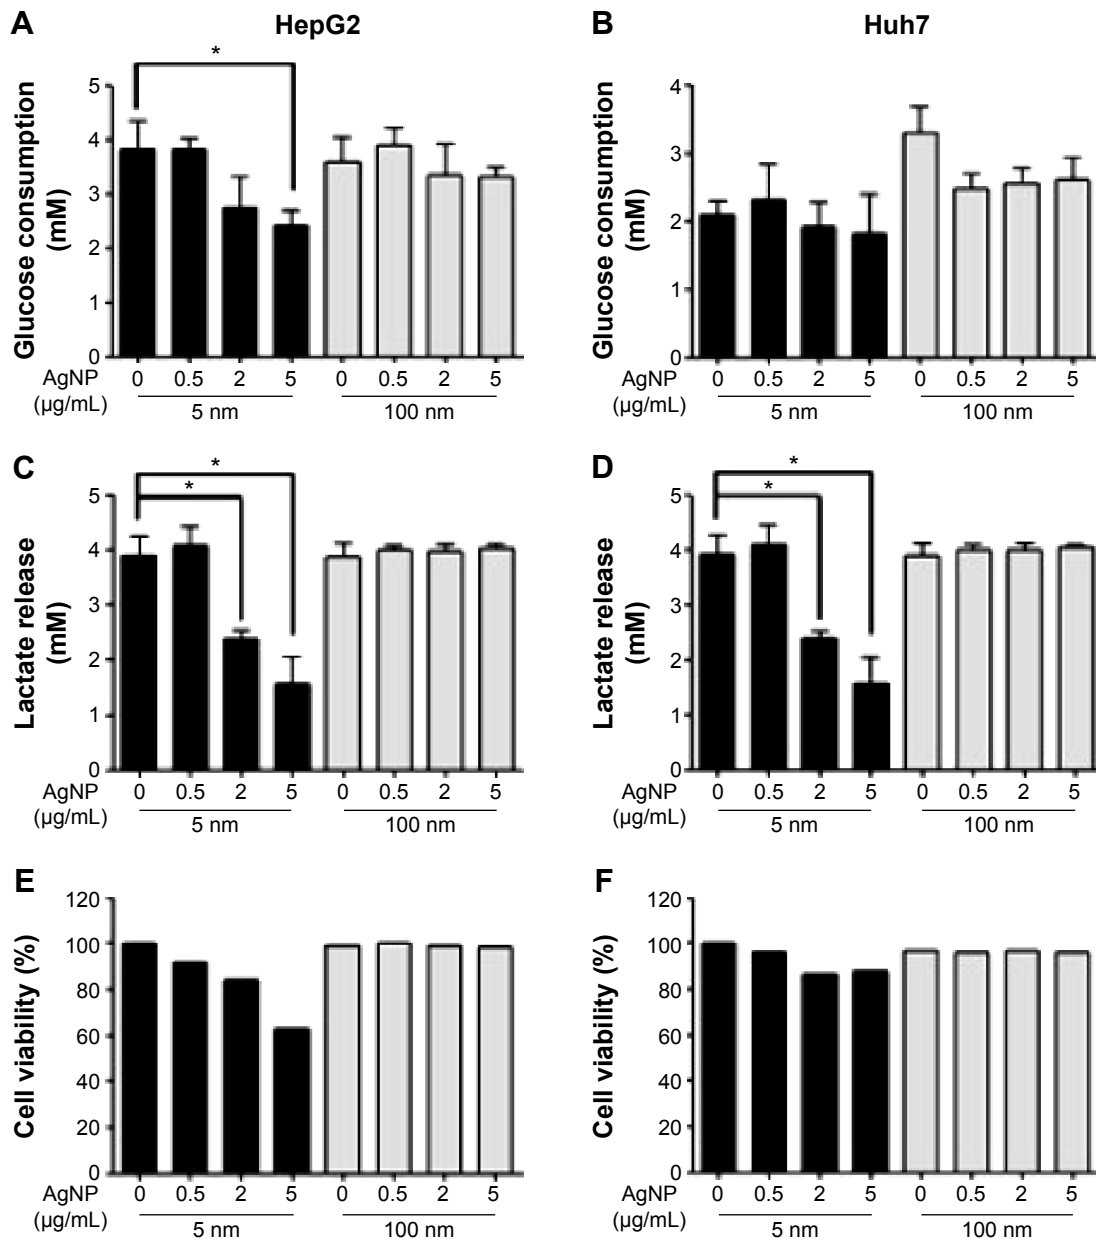 A HepG2
*
Glucose consumption
(mM)
5
4
3
2
1
0
AgNP 0 0.5 2 5 0 0.5 2 5
(µg/mL) 5 nm 100 nm
B Huh7
Glucose consumption
(mM)
4
3
2
1
0
AgNP 0 0.5 2 5 0 0.5 2 5
(µg/mL) 5 nm 100 nm
C
*
*
Lactate release
(mM)
5
4
3
2
1
0
AgNP 0 0.5 2 5 0 0.5 2 5
(µg/mL) 5 nm 100 nm
D
*
*
Lactate release
(mM)
5
4
3
2
1
0
AgNP 0 0.5 2 5 0 0.5 2 5
(µg/mL) 5 nm 100 nm
E
Cell viability (%)
120
100
80
60
40
20
0
AgNP 0 0.5 2 5 0 0.5 2 5
(µg/mL) 5 nm 100 nm
F
Cell viability (%)
120
100
80
60
40
20
0
AgNP 0 0.5 2 5 0 0.5 2 5
(µg/mL) 5 nm 100 nm